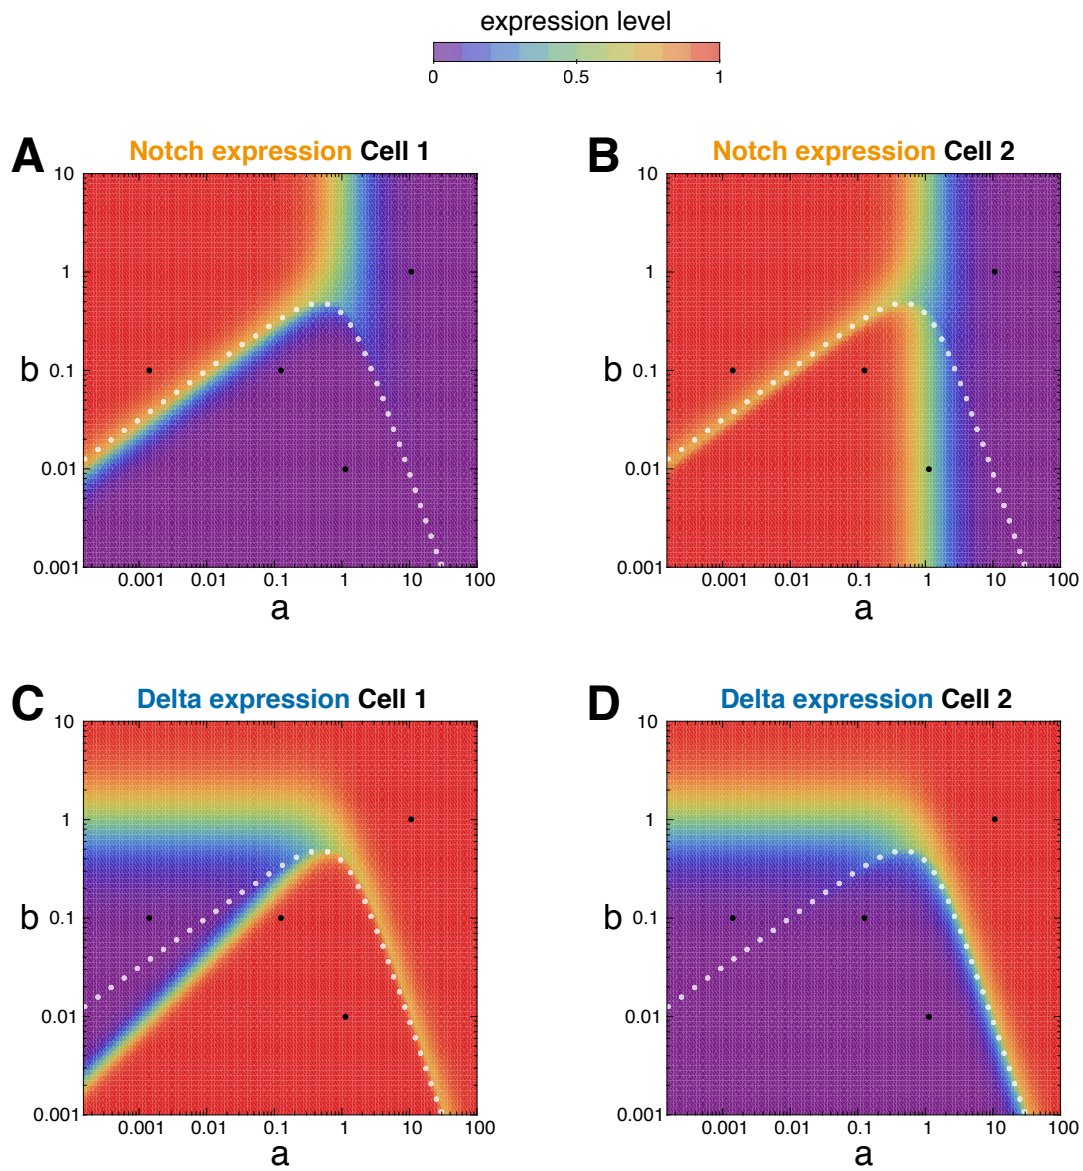 expression level
0 0.5 1
A Notch expression Cell 1
10
1
b 0.1
0.01
0.001
0.001 0.01 0.1 1 10 100
a
B Notch expression Cell 2
10
1
b 0.1
0.01
0.001
0.001 0.01 0.1 1 10 100
a
C Delta expression Cell 1
10
1
b 0.1
0.01
0.001
0.001 0.01 0.1 1 10 100
a
D Delta expression Cell 2
10
1
b 0.1
0.01
0.001
0.001 0.01 0.1 1 10 100
a